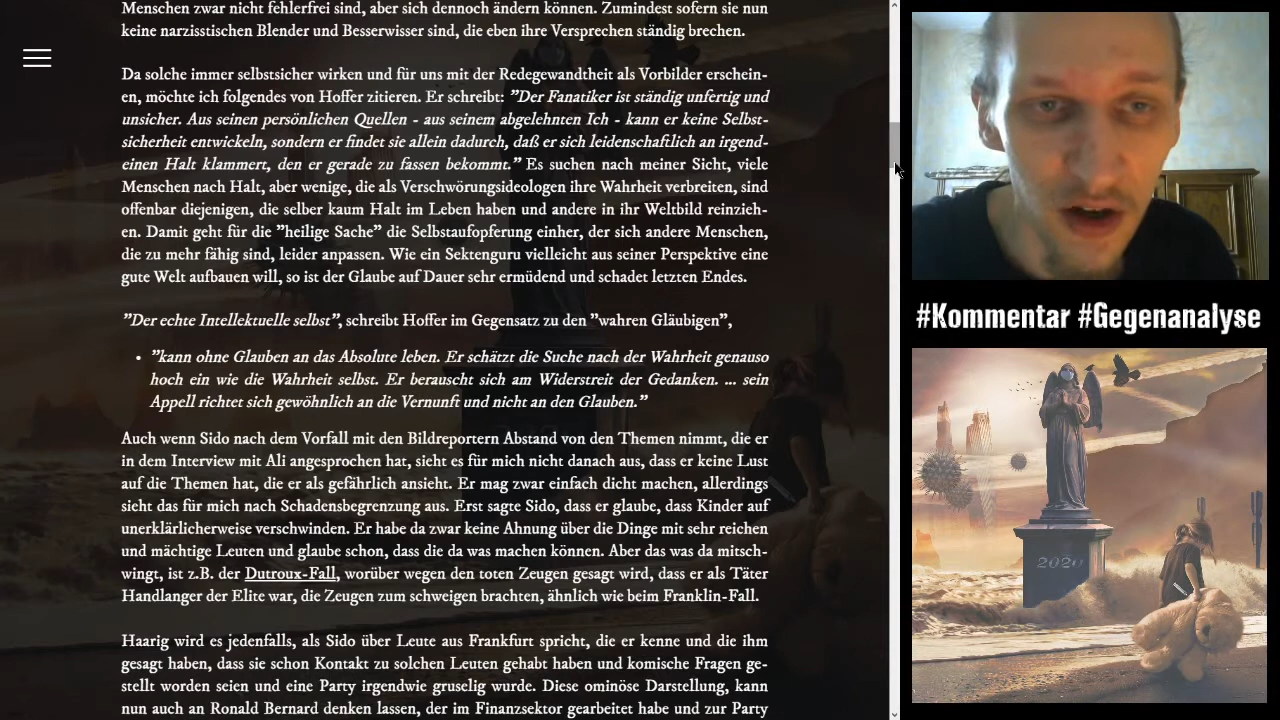 Menschen zwar nicht fehlerfrei sind, aber sich dennoch ändern können. Zumindest sofern sie nun
keine narzisstischen Blender und Besserwisser sind, die eben ihre Versprechen ständig brechen.
Da solche immer selbstsicher wirken und für uns mit der Redegewandtheit als Vorbilder erschein-
en, möchte ich folgendes von Hoffer zitieren. Er schreibt: "Der Fanatiker ist ständig unfertig und
unsicher. Aus seinen persönlichen Quellen - aus seinem abgelehnten Ich - kann er keine Selbst-
sicherheit entwickeln, sondern er findet sie allein dadurch, daß er sich leidenschaftlich an irgend-
einen Halt klammert, den er gerade zu fassen bekommt." Es suchen nach meiner Sicht, viele
Menschen nach Halt, aber wenige, die als Verschwörungsideologen ihre Wahrheit verbreiten, sind
offenbar diejenigen, die selber kaum Halt im Leben haben und andere in ihr Weltbild reinzieh-
en. Damit geht für die "heilige Sache" die Selbstaufopferung einher, der sich andere Menschen,
die zu mehr fähig sind, leider anpassen. Wie ein Sektenguru vielleicht aus seiner Perspektive eine
gute Welt aufbauen will, so ist der Glaube auf Dauer sehr ermüdend und schadet letzten Endes.
"Der echte Intellektuelle selbst", schreibt Hoffer im Gegensatz zu den "wahren Gläubigen",
• "kann ohne Glauben an das Absolute leben. Er schätzt die Suche nach der Wahrheit genauso
hoch ein wie die Wahrheit selbst. Er berauscht sich am Widerstreit der Gedanken. ... sein
Appell richtet sich gewöhnlich an die Vernunft und nicht an den Glauben."
Auch wenn Sido nach dem Vorfall mit den Bildreportern Abstand von den Themen nimmt, die er
in dem Interview mit Ali angesprochen hat, sieht es für mich nicht danach aus, dass er keine Lust
auf die Themen hat, die er als gefährlich ansieht. Er mag zwar einfach dicht machen, allerdings
sieht das für mich nach Schadensbegrenzung aus. Erst sagte Sido, dass er glaube, dass Kinder auf
unerklärlicherweise verschwinden. Er habe da zwar keine Ahnung über die Dinge mit sehr reichen
und mächtige Leuten und glaube schon, dass die da was machen können. Aber das was da mitsch-
wingt, ist z.B. der Dutroux-Fall, worüber wegen den toten Zeugen gesagt wird, dass er als Täter
Handlanger der Elite war, die Zeugen zum schweigen brachten, ähnlich wie beim Franklin-Fall.
Haarig wird es jedenfalls, als Sido über Leute aus Frankfurt spricht, die er kenne und die ihm
gesagt haben, dass sie schon Kontakt zu solchen Leuten gehabt haben und komische Fragen ge-
stellt worden seien und eine Party irgendwie gruselig wurde. Diese ominöse Darstellung, kann
nun auch an Ronald Bernard denken lassen, der im Finanzsektor gearbeitet habe und zur Party
#Kommentar #Gegenanalyse
2020